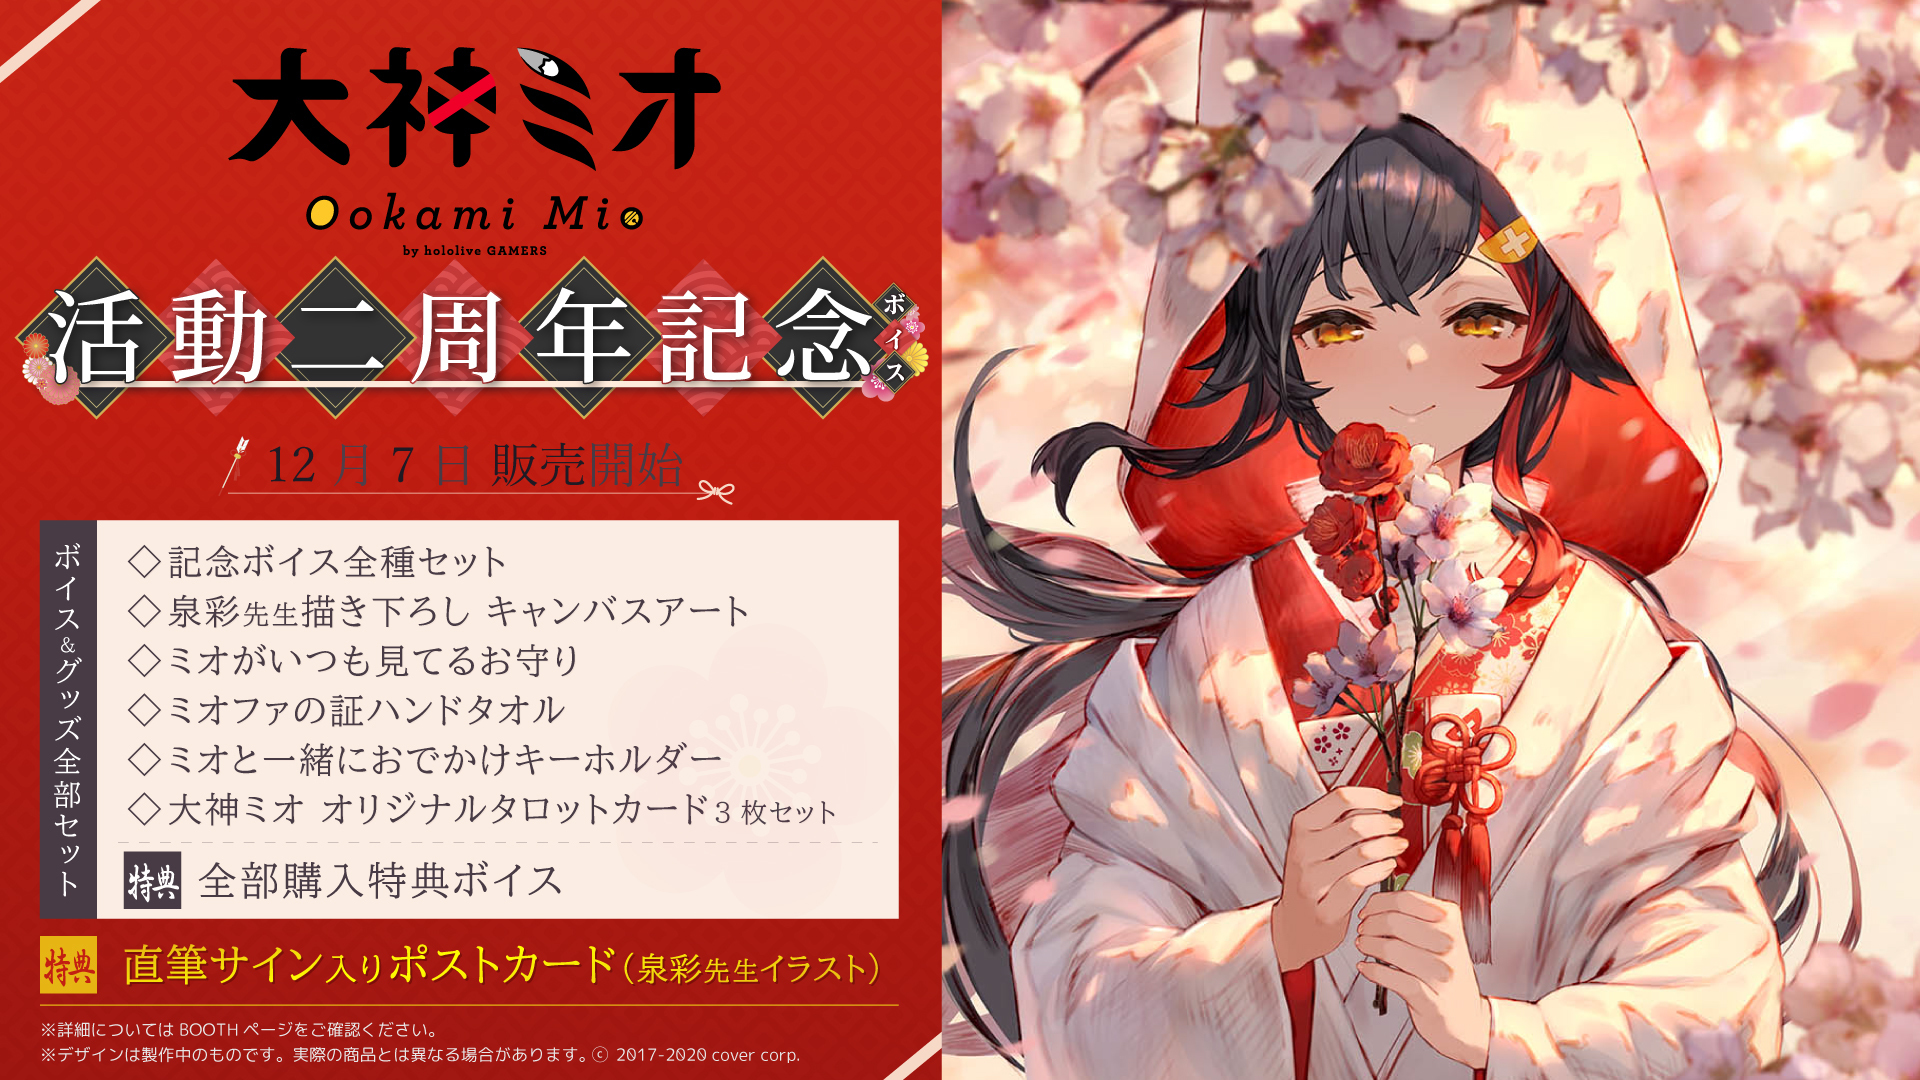 大神ミオ
Ookami Mio
by hololive GAMERS
活動二周年記念
ボイス
12月7日 販売開始
ボイス&グッズ全部セット
◇記念ボイス全種セット
◇泉彩先生描き下ろし キャンバスアート
◇ミオがいつも見てるお守り
◇ミオファの証ハンドタオル
◇ミオと一緒におでかけキーホルダー
◇大神ミオ オリジナルタロットカード3枚セット
特典 全部購入特典ボイス
特典 直筆サイン入りポストカード（泉彩先生イラスト）
※詳細については BOOTH ページをご確認ください。
※デザインは製作中のものです。実際の商品とは異なる場合があります。ⓒ 2017-2020 cover corp.